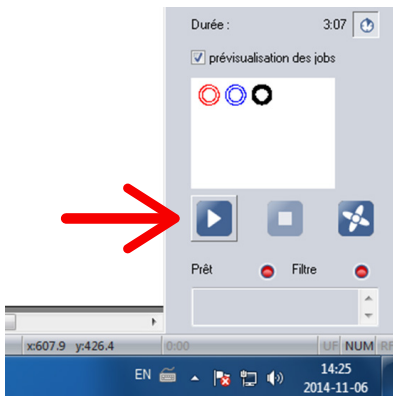 Durée : 3:07
prévisualisation des jobs
Prêt Filtre
x:607.9 y:426.4 0:00 UF NUM RF
EN 14:25
2014-11-06